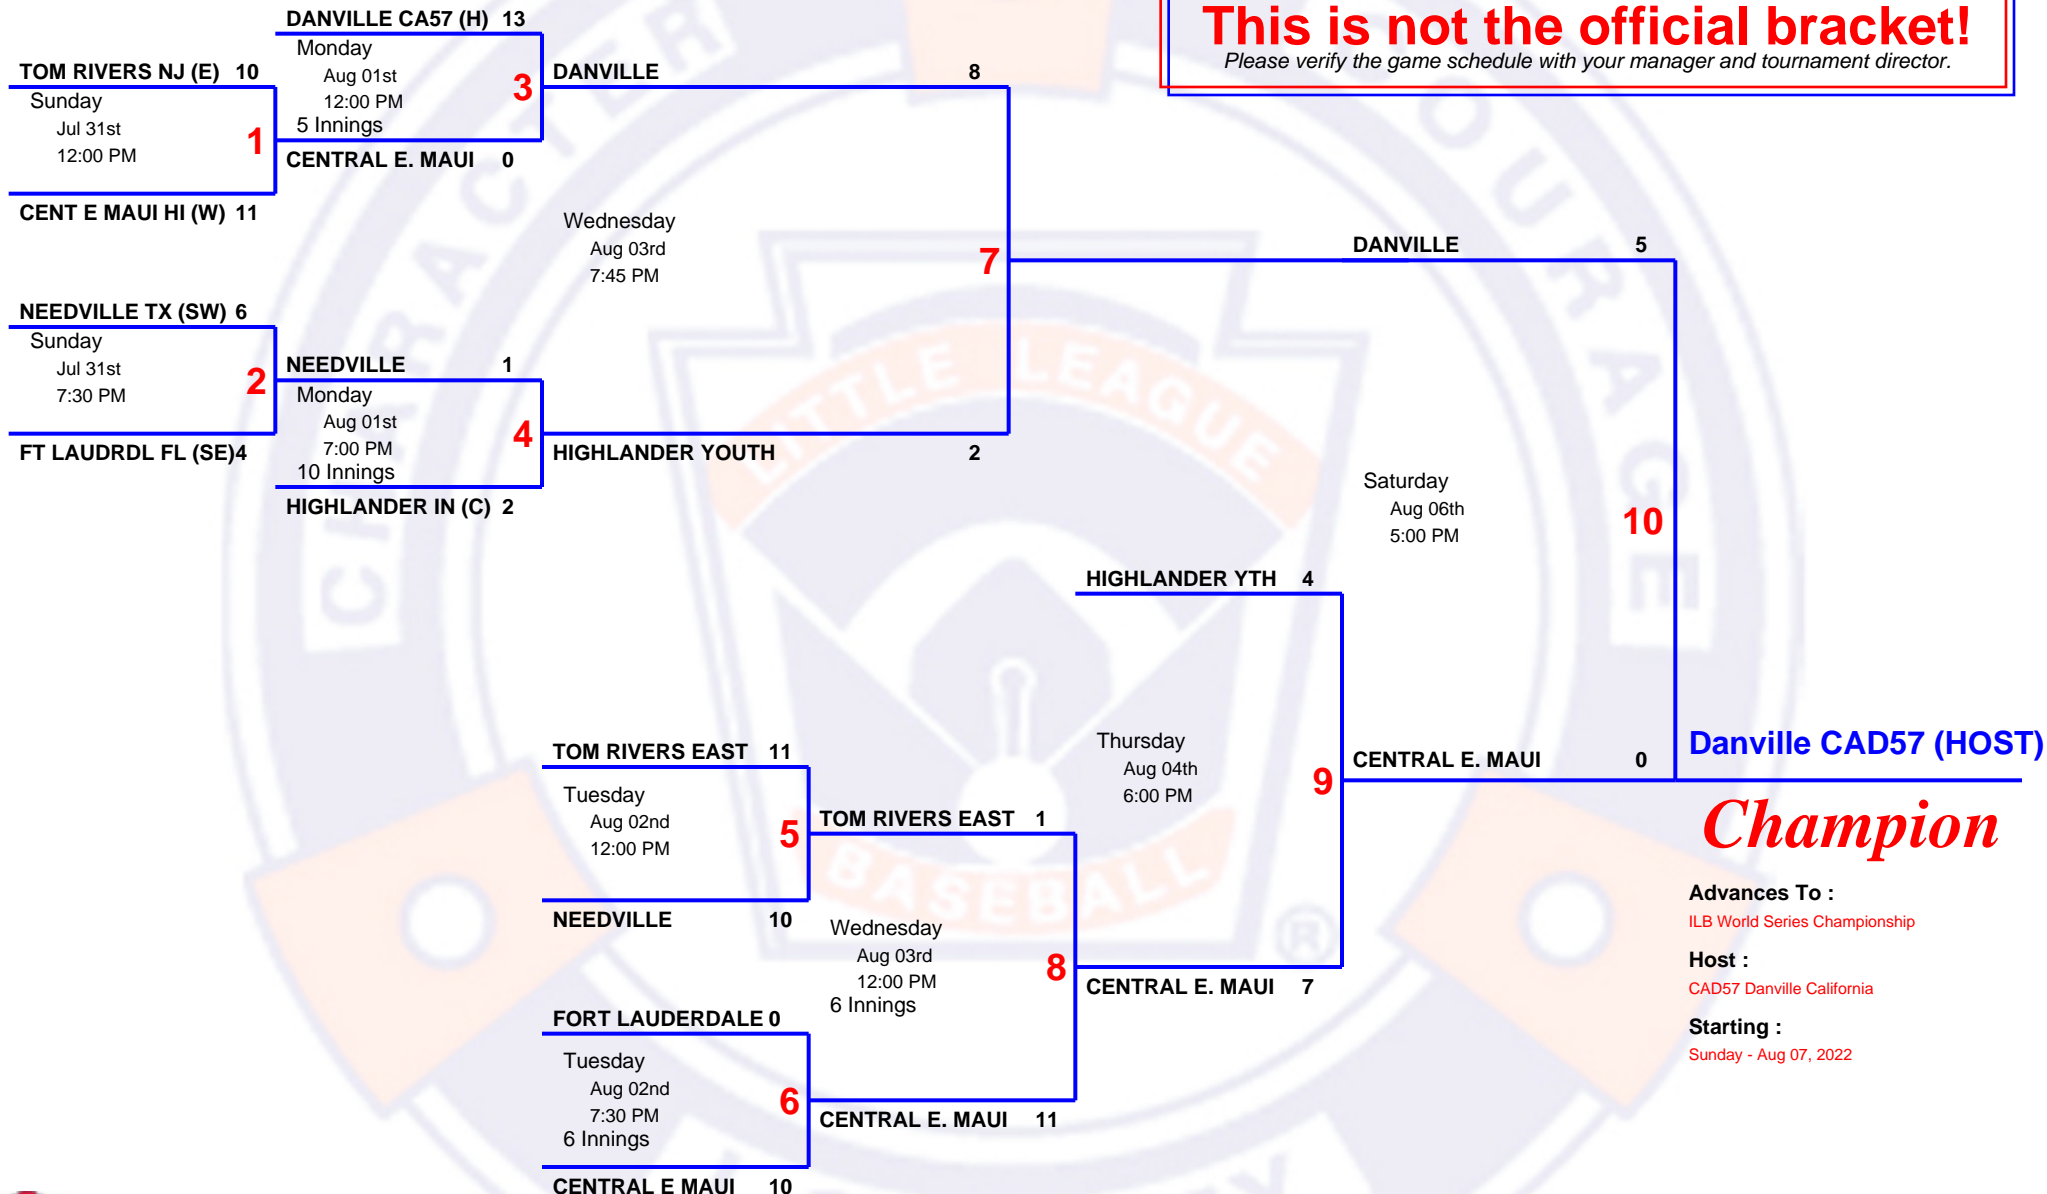 This is not the official bracket!
Please verify the game schedule with your manager and tournament director.
DANVILLE CA57 (H) 13
Monday
Aug 01st
12:00 PM
5 Innings
3
CENTRAL E. MAUI 0
TOM RIVERS NJ (E) 10
Sunday
Jul 31st
12:00 PM
1
CENT E MAUI HI (W) 11
DANVILLE 8
Wednesday
Aug 03rd
7:45 PM
7
HIGHLANDER YOUTH 2
NEEDVILLE TX (SW) 6
Sunday
Jul 31st
7:30 PM
2
FT LAUDRDL FL (SE)4
NEEDVILLE 1
Monday
Aug 01st
7:00 PM
10 Innings
4
HIGHLANDER IN (C) 2
DANVILLE 5
Saturday
Aug 06th
5:00 PM
10
CENTRAL E. MAUI 0
HIGHLANDER YTH 4
Thursday
Aug 04th
6:00 PM
9
CENTRAL E. MAUI 7
TOM RIVERS EAST 11
Tuesday
Aug 02nd
12:00 PM
5
NEEDVILLE 10
TOM RIVERS EAST 1
Wednesday
Aug 03rd
12:00 PM
6 Innings
8
CENTRAL E. MAUI 11
FORT LAUDERDALE 0
Tuesday
Aug 02nd
7:30 PM
6 Innings
6
CENTRAL E MAUI 10
Danville CAD57 (HOST)
Champion
Advances To :
ILB World Series Championship
Host :
CAD57 Danville California
Starting :
Sunday - Aug 07, 2022
CHARACTER
COURAGE
LITTLE LEAGUE
BASEBALL
®